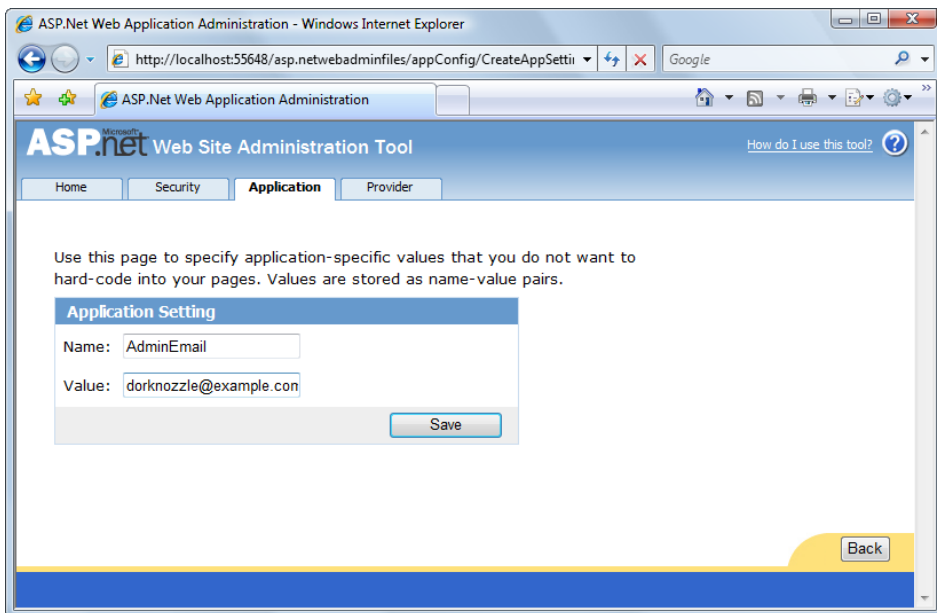 ASP.Net Web Application Administration - Windows Internet Explorer
http://localhost:55648/asp.netwebadminfiles/appConfig/CreateAppSettin
Google
ASP.Net Web Application Administration
Microsoft
ASP.net Web Site Administration Tool
How do I use this tool? ?
Home Security Application Provider
Use this page to specify application-specific values that you do not want to
hard-code into your pages. Values are stored as name-value pairs.
Application Setting
Name: AdminEmail
Value: dorknozzle@example.com
Save
Back